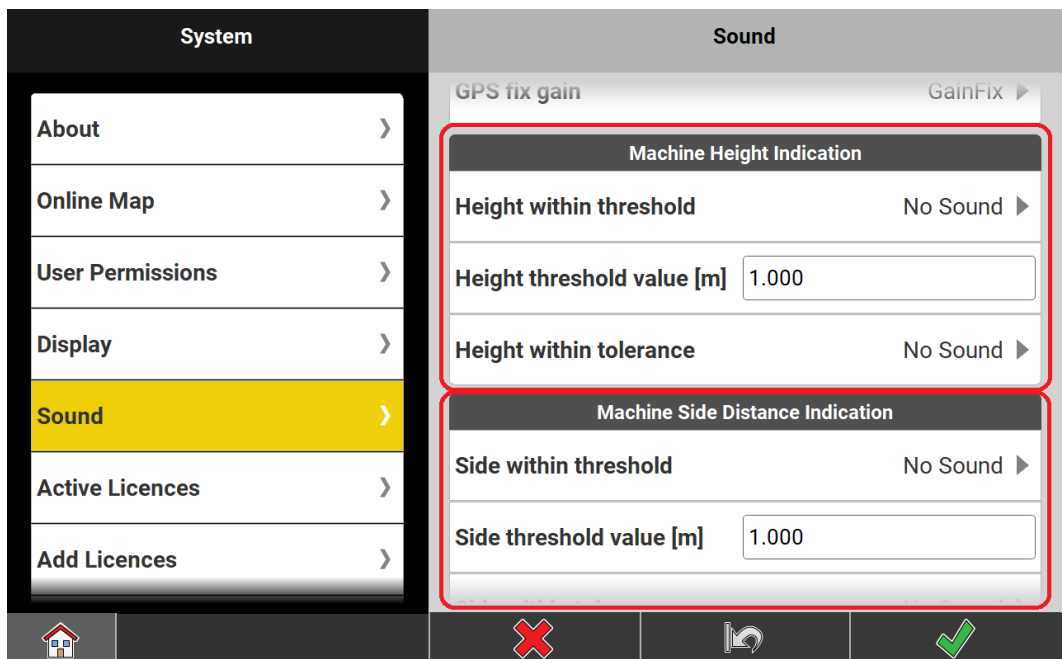 System
Sound
About
Online Map
User Permissions
Display
Sound
Active Licences
Add Licences
GPS fix gain GainFix
Machine Height Indication
Height within threshold No Sound
Height threshold value [m] 1.000
Height within tolerance No Sound
Machine Side Distance Indication
Side within threshold No Sound
Side threshold value [m] 1.000